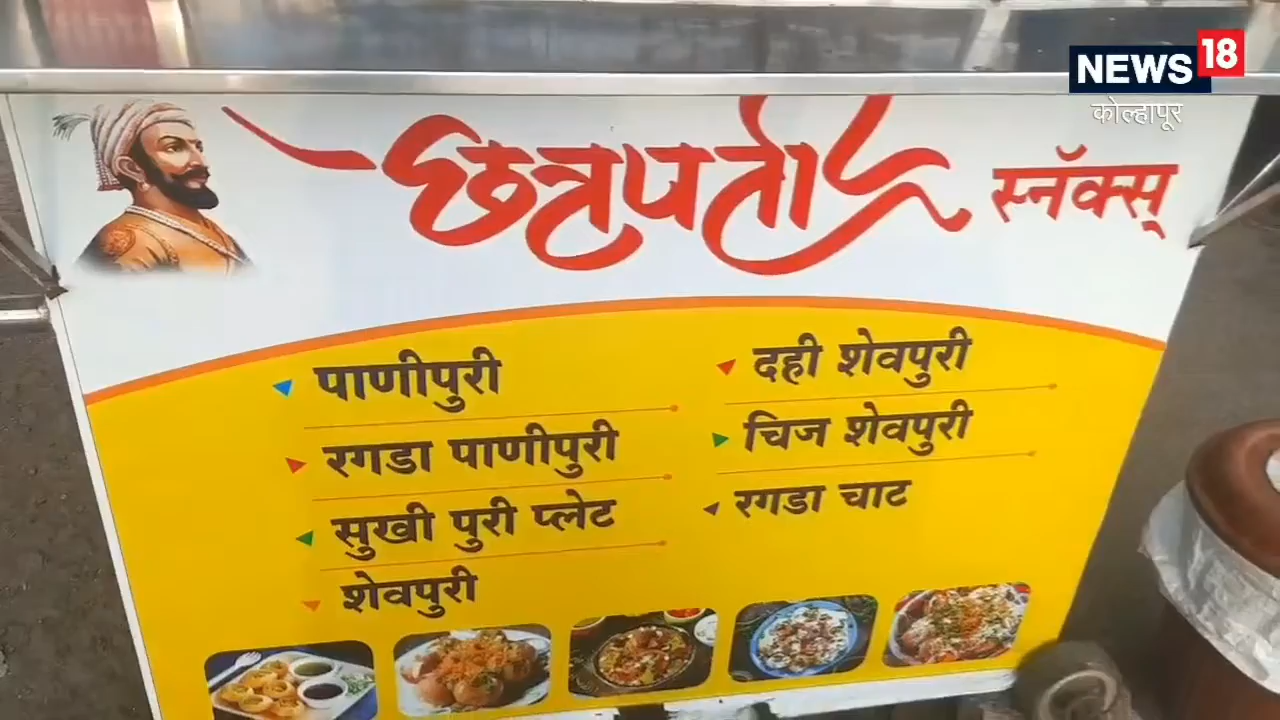 NEWS 18
कोल्हापूर
छत्रपती स्नॅक्स्
पाणीपुरी
रगडा पाणीपुरी
सुखी पुरी प्लेट
शेवपुरी
दही शेवपुरी
चिज शेवपुरी
रगडा चाट